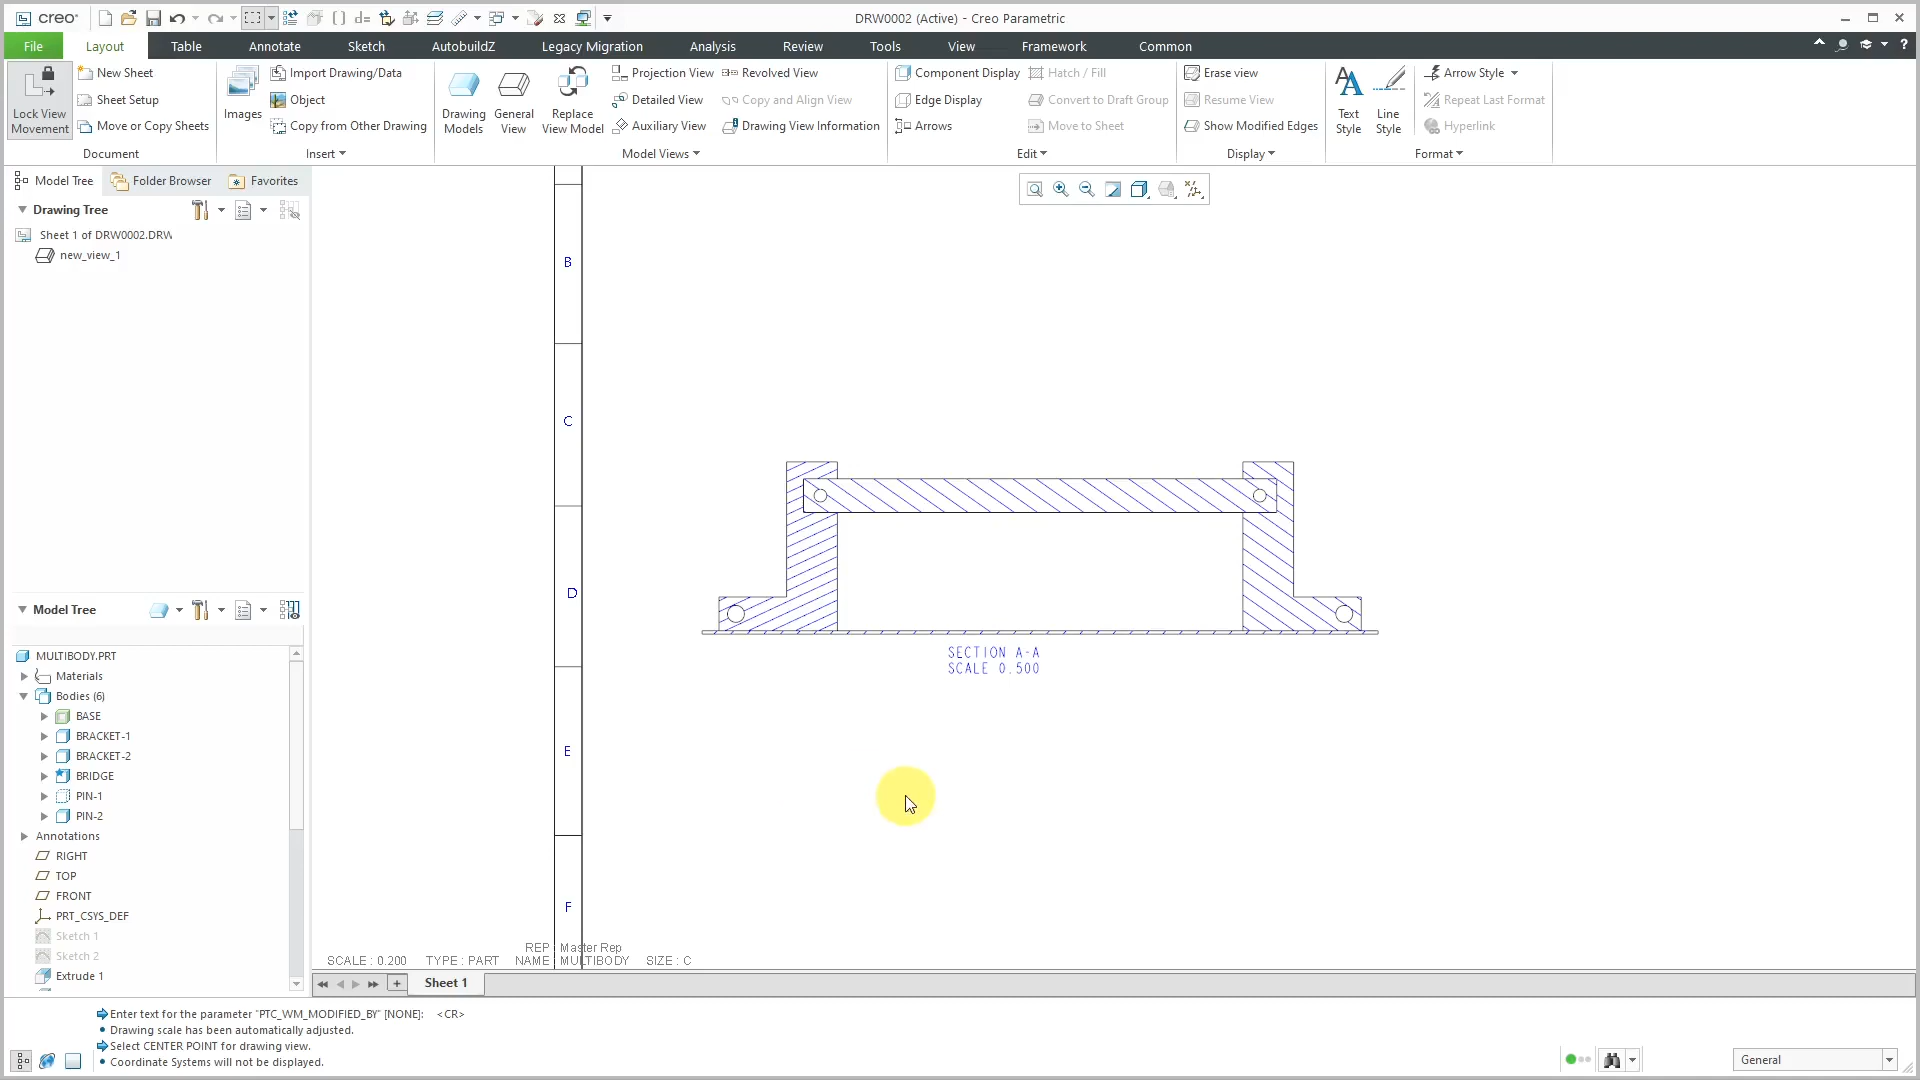 creo
DRW0002 (Active) - Creo Parametric
File
Layout
Table
Annotate
Sketch
AutobuildZ
Legacy Migration
Analysis
Review
Tools
View
Framework
Common
Lock View
Movement
New Sheet
Sheet Setup
Move or Copy Sheets
Document
Images
Import Drawing/Data
Object
Copy from Other Drawing
Insert
Drawing
Models
General
View
Replace
View Model
Projection View
Detailed View
Auxiliary View
Revolved View
Copy and Align View
Drawing View Information
Model Views
Component Display
Edge Display
Arrows
Hatch / Fill
Convert to Draft Group
Move to Sheet
Edit
Erase view
Resume View
Show Modified Edges
Display
Text
Style
Line
Style
Arrow Style
Repeat Last Format
Hyperlink
Format
Model Tree
Folder Browser
Favorites
Drawing Tree
Sheet 1 of DRW0002.DRW
new_view_1
Model Tree
MULTIBODY.PRT
Materials
Bodies (6)
BASE
BRACKET-1
BRACKET-2
BRIDGE
PIN-1
PIN-2
Annotations
RIGHT
TOP
FRONT
PRT_CSYS_DEF
Sketch 1
Sketch 2
Extrude 1
B
C
D
E
F
SECTION A-A
SCALE 0.500
REP : Master Rep
SCALE : 0.200 TYPE : PART NAME : MULTIBODY SIZE : C
Sheet 1
Enter text for the parameter "PTC_WM_MODIFIED_BY" [NONE]: <CR>
• Drawing scale has been automatically adjusted.
Select CENTER POINT for drawing view.
• Coordinate Systems will not be displayed.
General